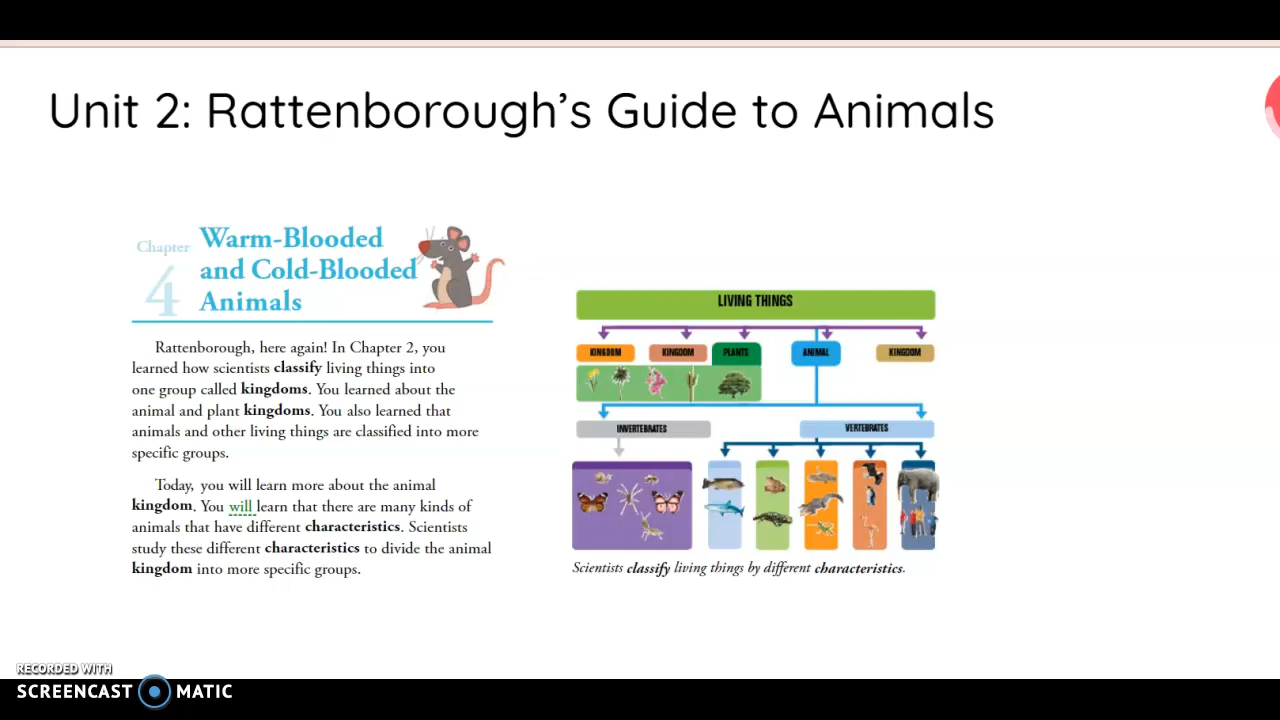 Unit 2: Rattenborough's Guide to Animals
Chapter
4
Warm-Blooded
and Cold-Blooded
Animals
Rattenborough, here again! In Chapter 2, you
learned how scientists classify living things into
one group called kingdoms. You learned about the
animal and plant kingdoms. You also learned that
animals and other living things are classified into more
specific groups.
Today, you will learn more about the animal
kingdom. You will learn that there are many kinds of
animals that have different characteristics. Scientists
study these different characteristics to divide the animal
kingdom into more specific groups.
LIVING THINGS
KINGDOM
KINGDOM
PLANTS
ANIMAL
KINGDOM
INVERTEBRATES
VERTEBRATES
Scientists classify living things by different characteristics.
RECORDED WITH
SCREENCAST MATIC